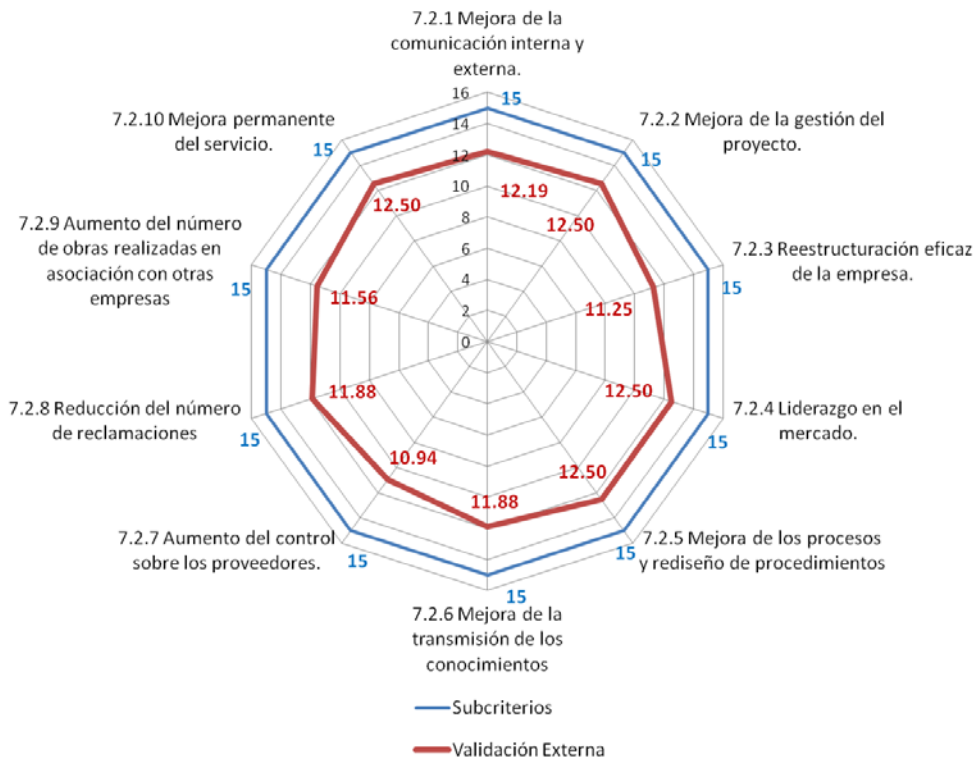 7.2.1 Mejora de la
comunicación interna y
externa.
16
15
14
12
10
8
6
4
2
0
7.2.2 Mejora de la gestión del
proyecto.
15
7.2.3 Reestructuración eficaz
de la empresa.
15
7.2.4 Liderazgo en el
mercado.
15
7.2.5 Mejora de los procesos
y rediseño de procedimientos
15
7.2.6 Mejora de la
transmisión de los
conocimientos
15
7.2.7 Aumento del control
sobre los proveedores.
15
7.2.8 Reducción del número
de reclamaciones
15
7.2.9 Aumento del número
de obras realizadas en
asociación con otras
empresas
15
7.2.10 Mejora permanente
del servicio.
15
12.19
12.50
11.25
12.50
12.50
11.88
10.94
11.88
11.56
12.50
Subcriterios
Validación Externa